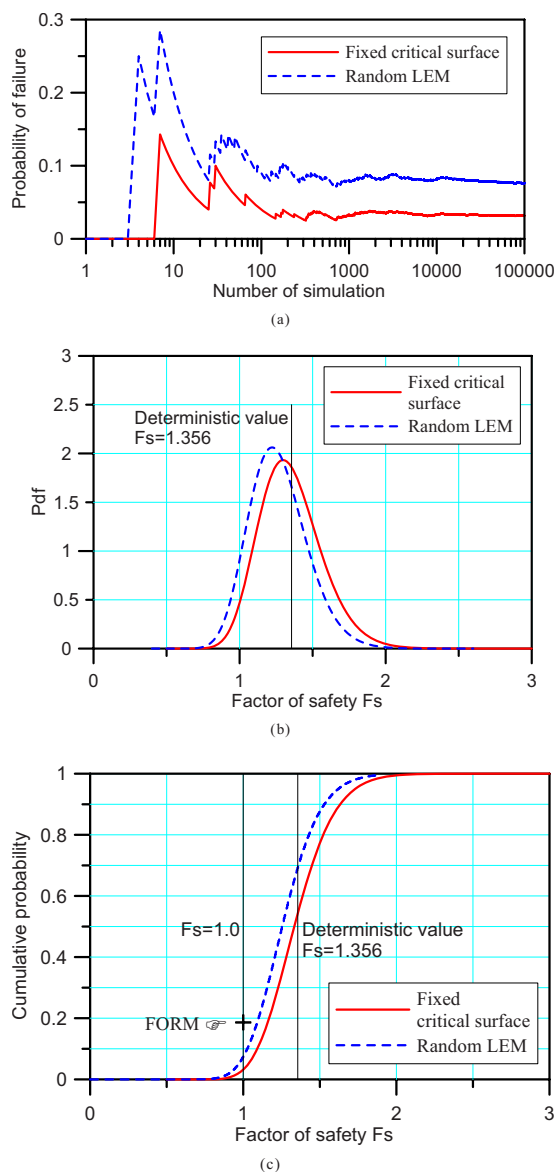 0.3
Fixed critical surface
Random LEM
0.2
Probability of failure
0.1
0
1 10 100 1000 10000 100000
Number of simulation
(a)
3
Fixed critical
surface
Random LEM
2.5
Deterministic value
Fs=1.356
2
Pdf
1.5
1
0.5
0
0 1 2 3
Factor of safety Fs
(b)
1
0.8
Cumulative probability
0.6
Fs=1.0
Deterministic value
Fs=1.356
0.4
Fixed
critical surface
Random LEM
0.2
FORM ☞
0
0 1 2 3
Factor of safety Fs
(c)